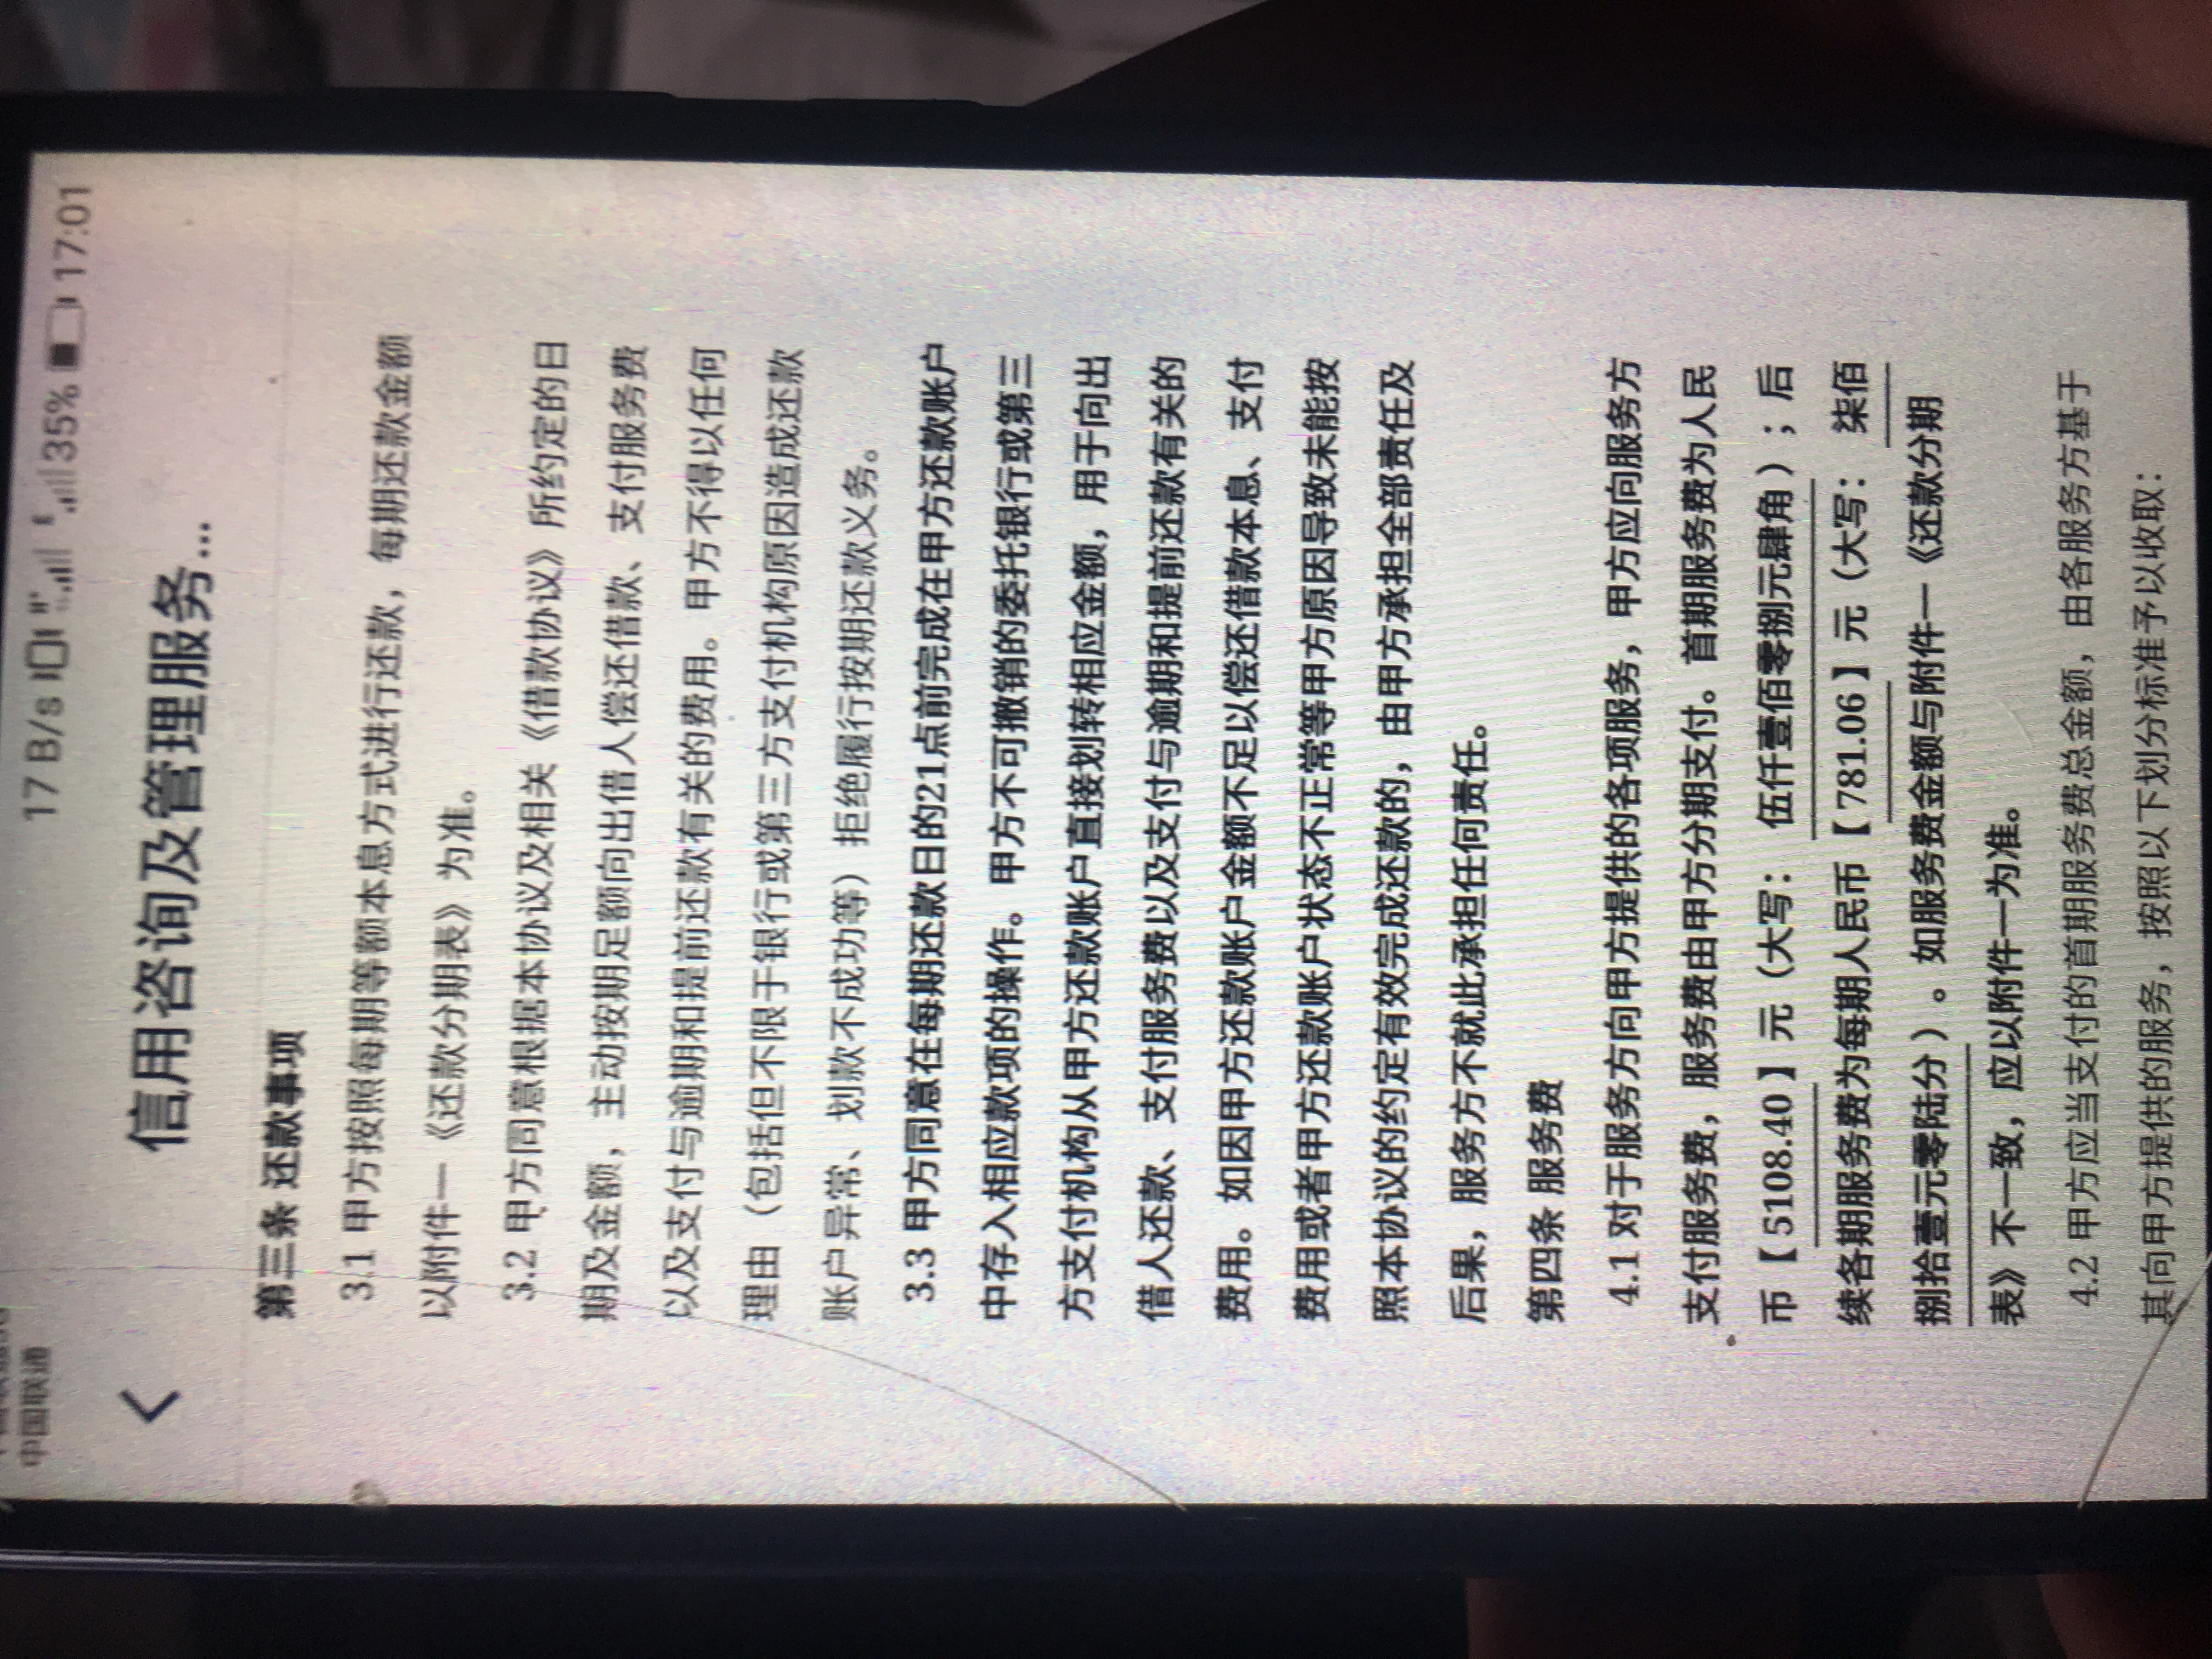 中国联通
17 B/s 35% 17:01
信用咨询及管理服务...
第三条 还款事项
3.1 甲方按照每期等额本息方式进行还款，每期还款金额
以附件一《还款分期表》为准。
3.2 甲方同意根据本协议及相关《借款协议》所约定的日
期及金额，主动按期足额向出借人偿还借款、支付服务费
以及支付与逾期和提前还款有关的费用。甲方不得以任何
理由（包括但不限于银行或第三方支付机构原因造成还款
账户异常、划款不成功等）拒绝履行按期还款义务。
3.3 甲方同意在每期还款日的21点前完成在甲方还款账户
中存入相应款项的操作。甲方不可撤销的委托银行或第三
方支付机构从甲方还款账户直接划转相应金额，用于向出
借人还款、支付服务费以及支付与逾期和提前还款有关的
费用。如因甲方还款账户金额不足以偿还借款本息、支付
费用或者甲方还款账户状态不正常等甲方原因导致未能按
照本协议的约定有效完成还款的，由甲方承担全部责任及
后果，服务方不就此承担任何责任。
第四条 服务费
4.1 对于服务方向甲方提供的各项服务，甲方应向服务方
支付服务费，服务费由甲方分期支付。首期服务费为人民
币【5108.40】元（大写： 伍仟壹佰零捌元肆角）；后
续各期服务费为每期人民币【781.06】元（大写： 柒佰
捌拾壹元零陆分）。如服务费金额与附件一《还款分期
表》不一致，应以附件一为准。
4.2 甲方应当支付的首期服务费总金额，由各服务方基于
其向甲方提供的服务，按照以下划分标准予以收取：